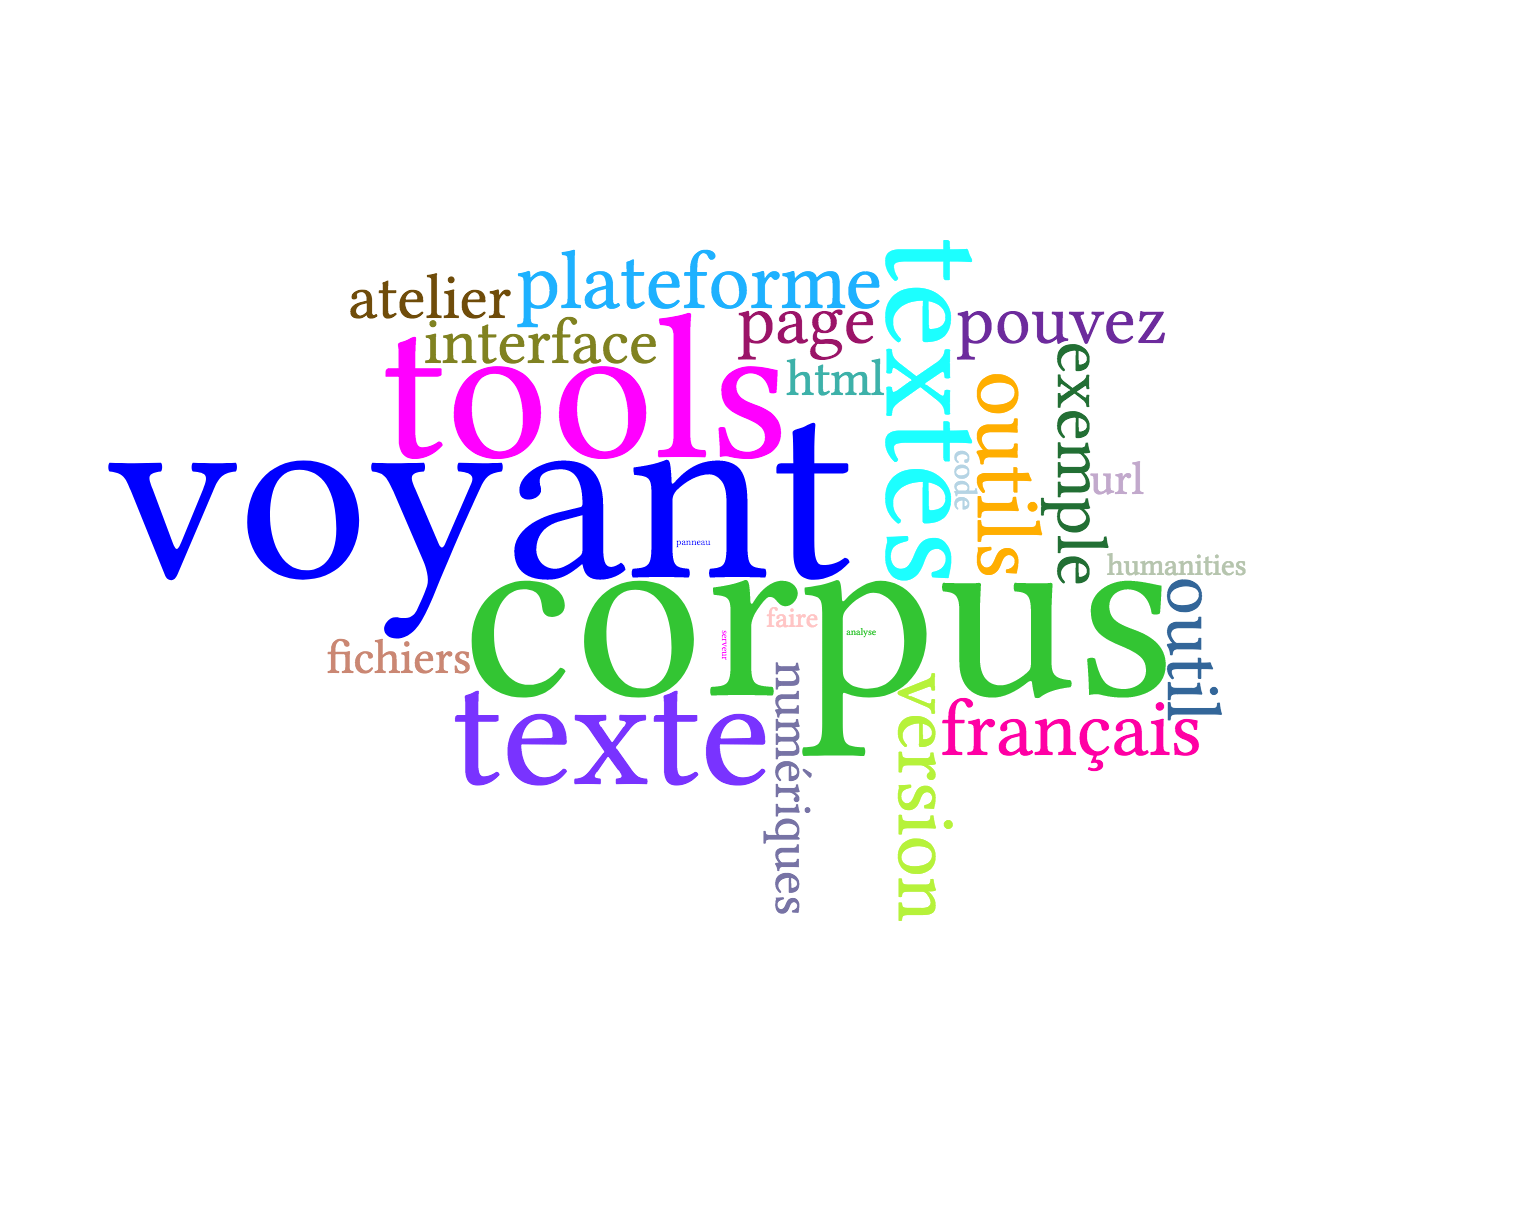 atelier
plateforme
textes
page
pouvez
interface
tools
html
exemple
outils
voyant
code
url
panneau
humanities
corpus
faire
analyse
serveur
outil
fichiers
texte
numériques
version
français